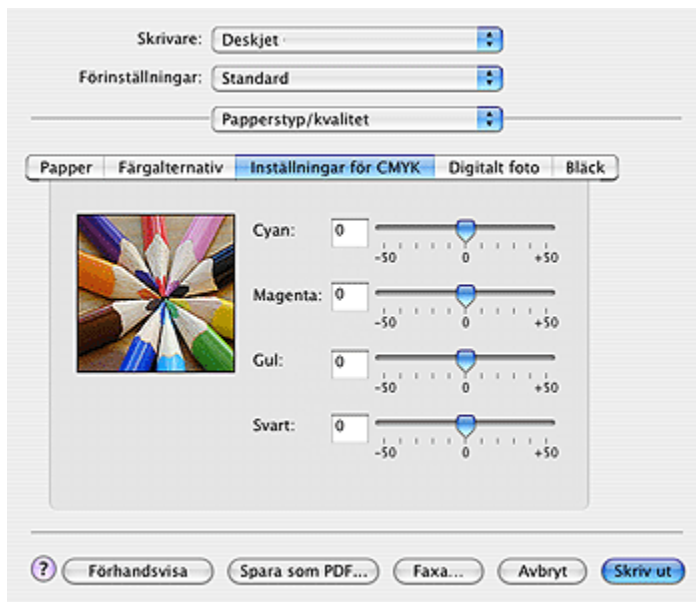 Skrivare: Deskjet
Förinställningar: Standard
Papperstyp/kvalitet
Papper Färgalternativ Inställningar för CMYK Digitalt foto Bläck
Cyan: 0
-50 0 +50
Magenta: 0
-50 0 +50
Gul: 0
-50 0 +50
Svart: 0
-50 0 +50
? Förhandsvisa Spara som PDF... Faxa... Avbryt Skriv ut